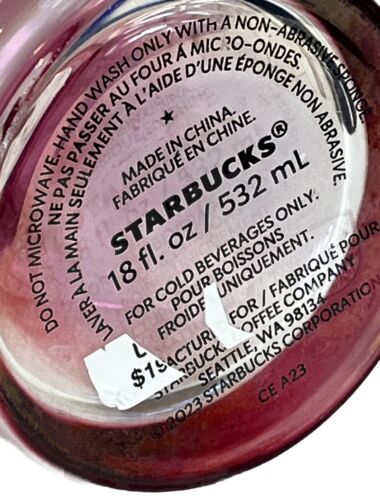 DO NOT MICROWAVE. HAND WASH ONLY WITH A NON-ABRASIVE SPONGE.
NE PAS PASSER AU FOUR À MICRO-ONDES.
LAVER À LA MAIN SEULEMENT À L'AIDE D'UNE ÉPONGE NON ABRASIVE.
MADE IN CHINA.
FABRIQUÉ EN CHINE.
STARBUCKS®
18 fl. oz / 532 mL
FOR COLD BEVERAGES ONLY.
POUR BOISSONS
FROIDES UNIQUEMENT.
FOR / FABRIQUÉ POUR
STARBUCKS COFFEE COMPANY
$19
SEATTLE, WA 98134
©2023 STARBUCKS CORPORATION
CE A23